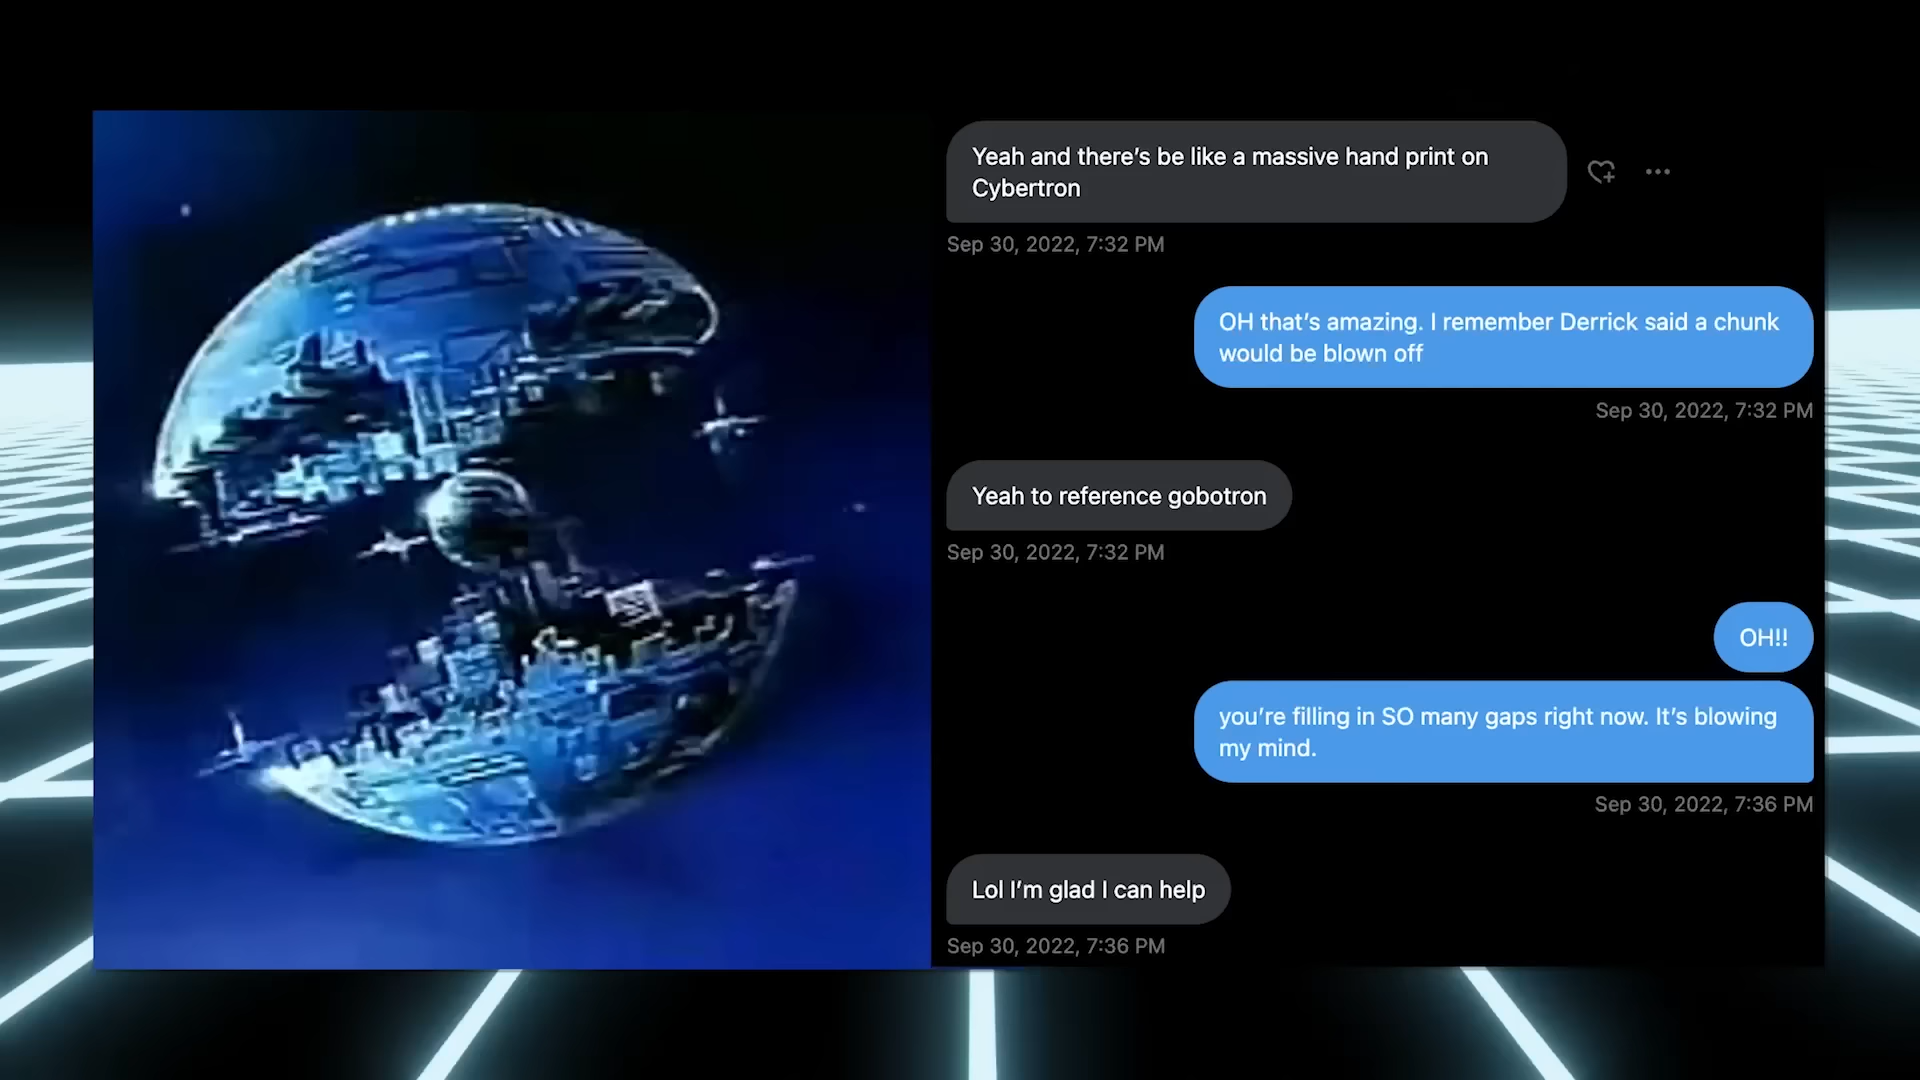 Yeah and there’s be like a massive hand print on
Cybertron
Sep 30, 2022, 7:32 PM
OH that’s amazing. I remember Derrick said a chunk
would be blown off
Sep 30, 2022, 7:32 PM
Yeah to reference gobotron
Sep 30, 2022, 7:32 PM
OH!!
you’re filling in SO many gaps right now. It’s blowing
my mind.
Sep 30, 2022, 7:36 PM
Lol I’m glad I can help
Sep 30, 2022, 7:36 PM